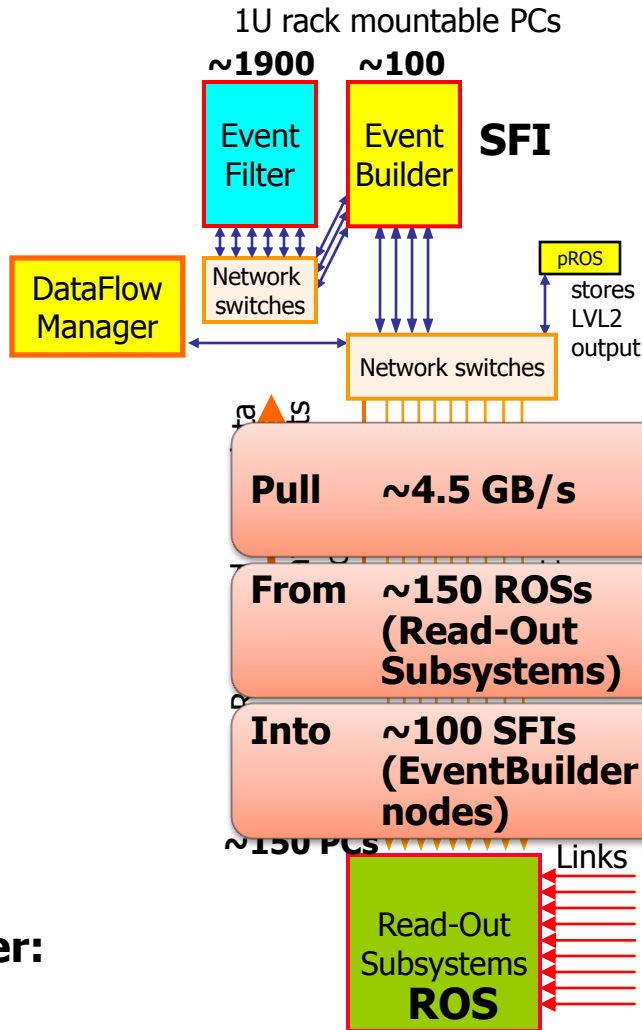 1U rack mountable PCs
~1900
~100
Event
Filter
Event
Builder
SFI
Network
switches
pROS
stores
LVL2
output
DataFlow
Manager
Network switches
Pull ~4.5 GB/s
From ~150 ROSs
(Read-Out
Subsystems)
Into ~100 SFIs
(EventBuilder
nodes)
~150 PCs
Links
er:
Read-Out
Subsystems
ROS